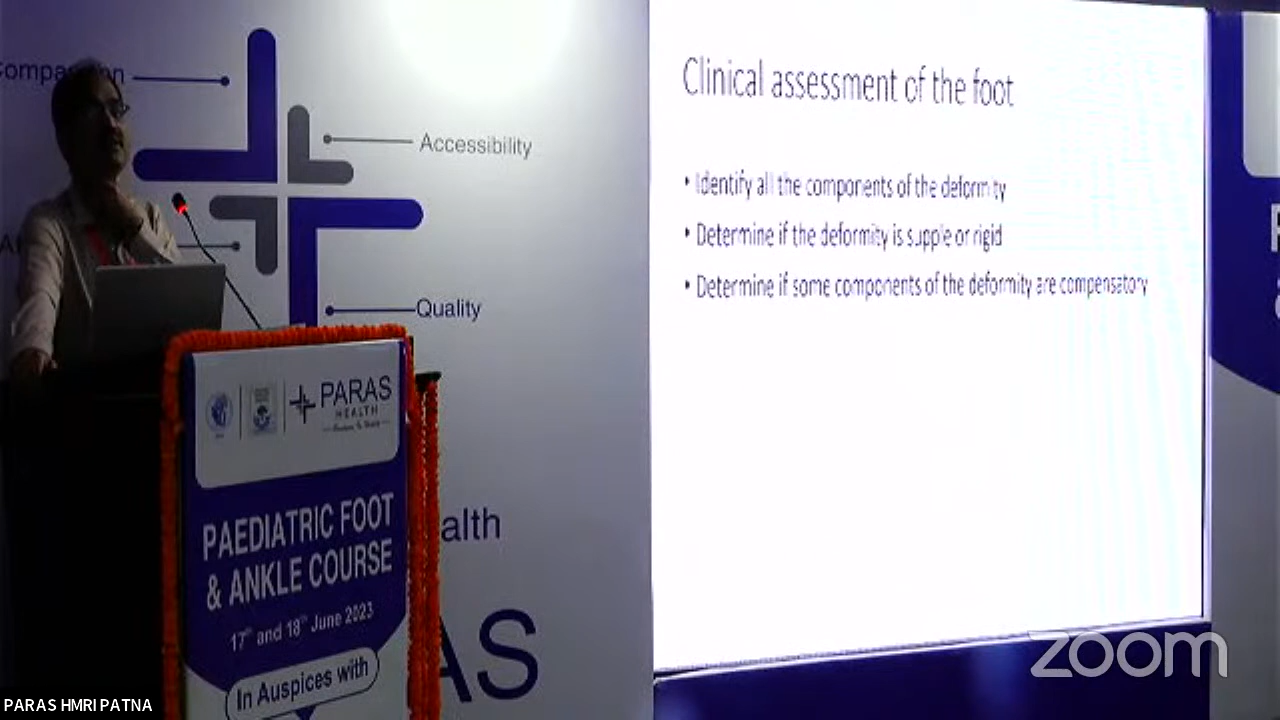 Accessibility
Quality
alth
AS
PARAS
HEALTH
PAEDIATRIC FOOT
& ANKLE COURSE
17th and 18th June 2023
In Auspices with
Clinical assessment of the foot
• Identify all the components of the deformity
• Determine if the deformity is supple or rigid
• Determine if some components of the deformity are compensatory
zoom
PARAS HMRI PATNA